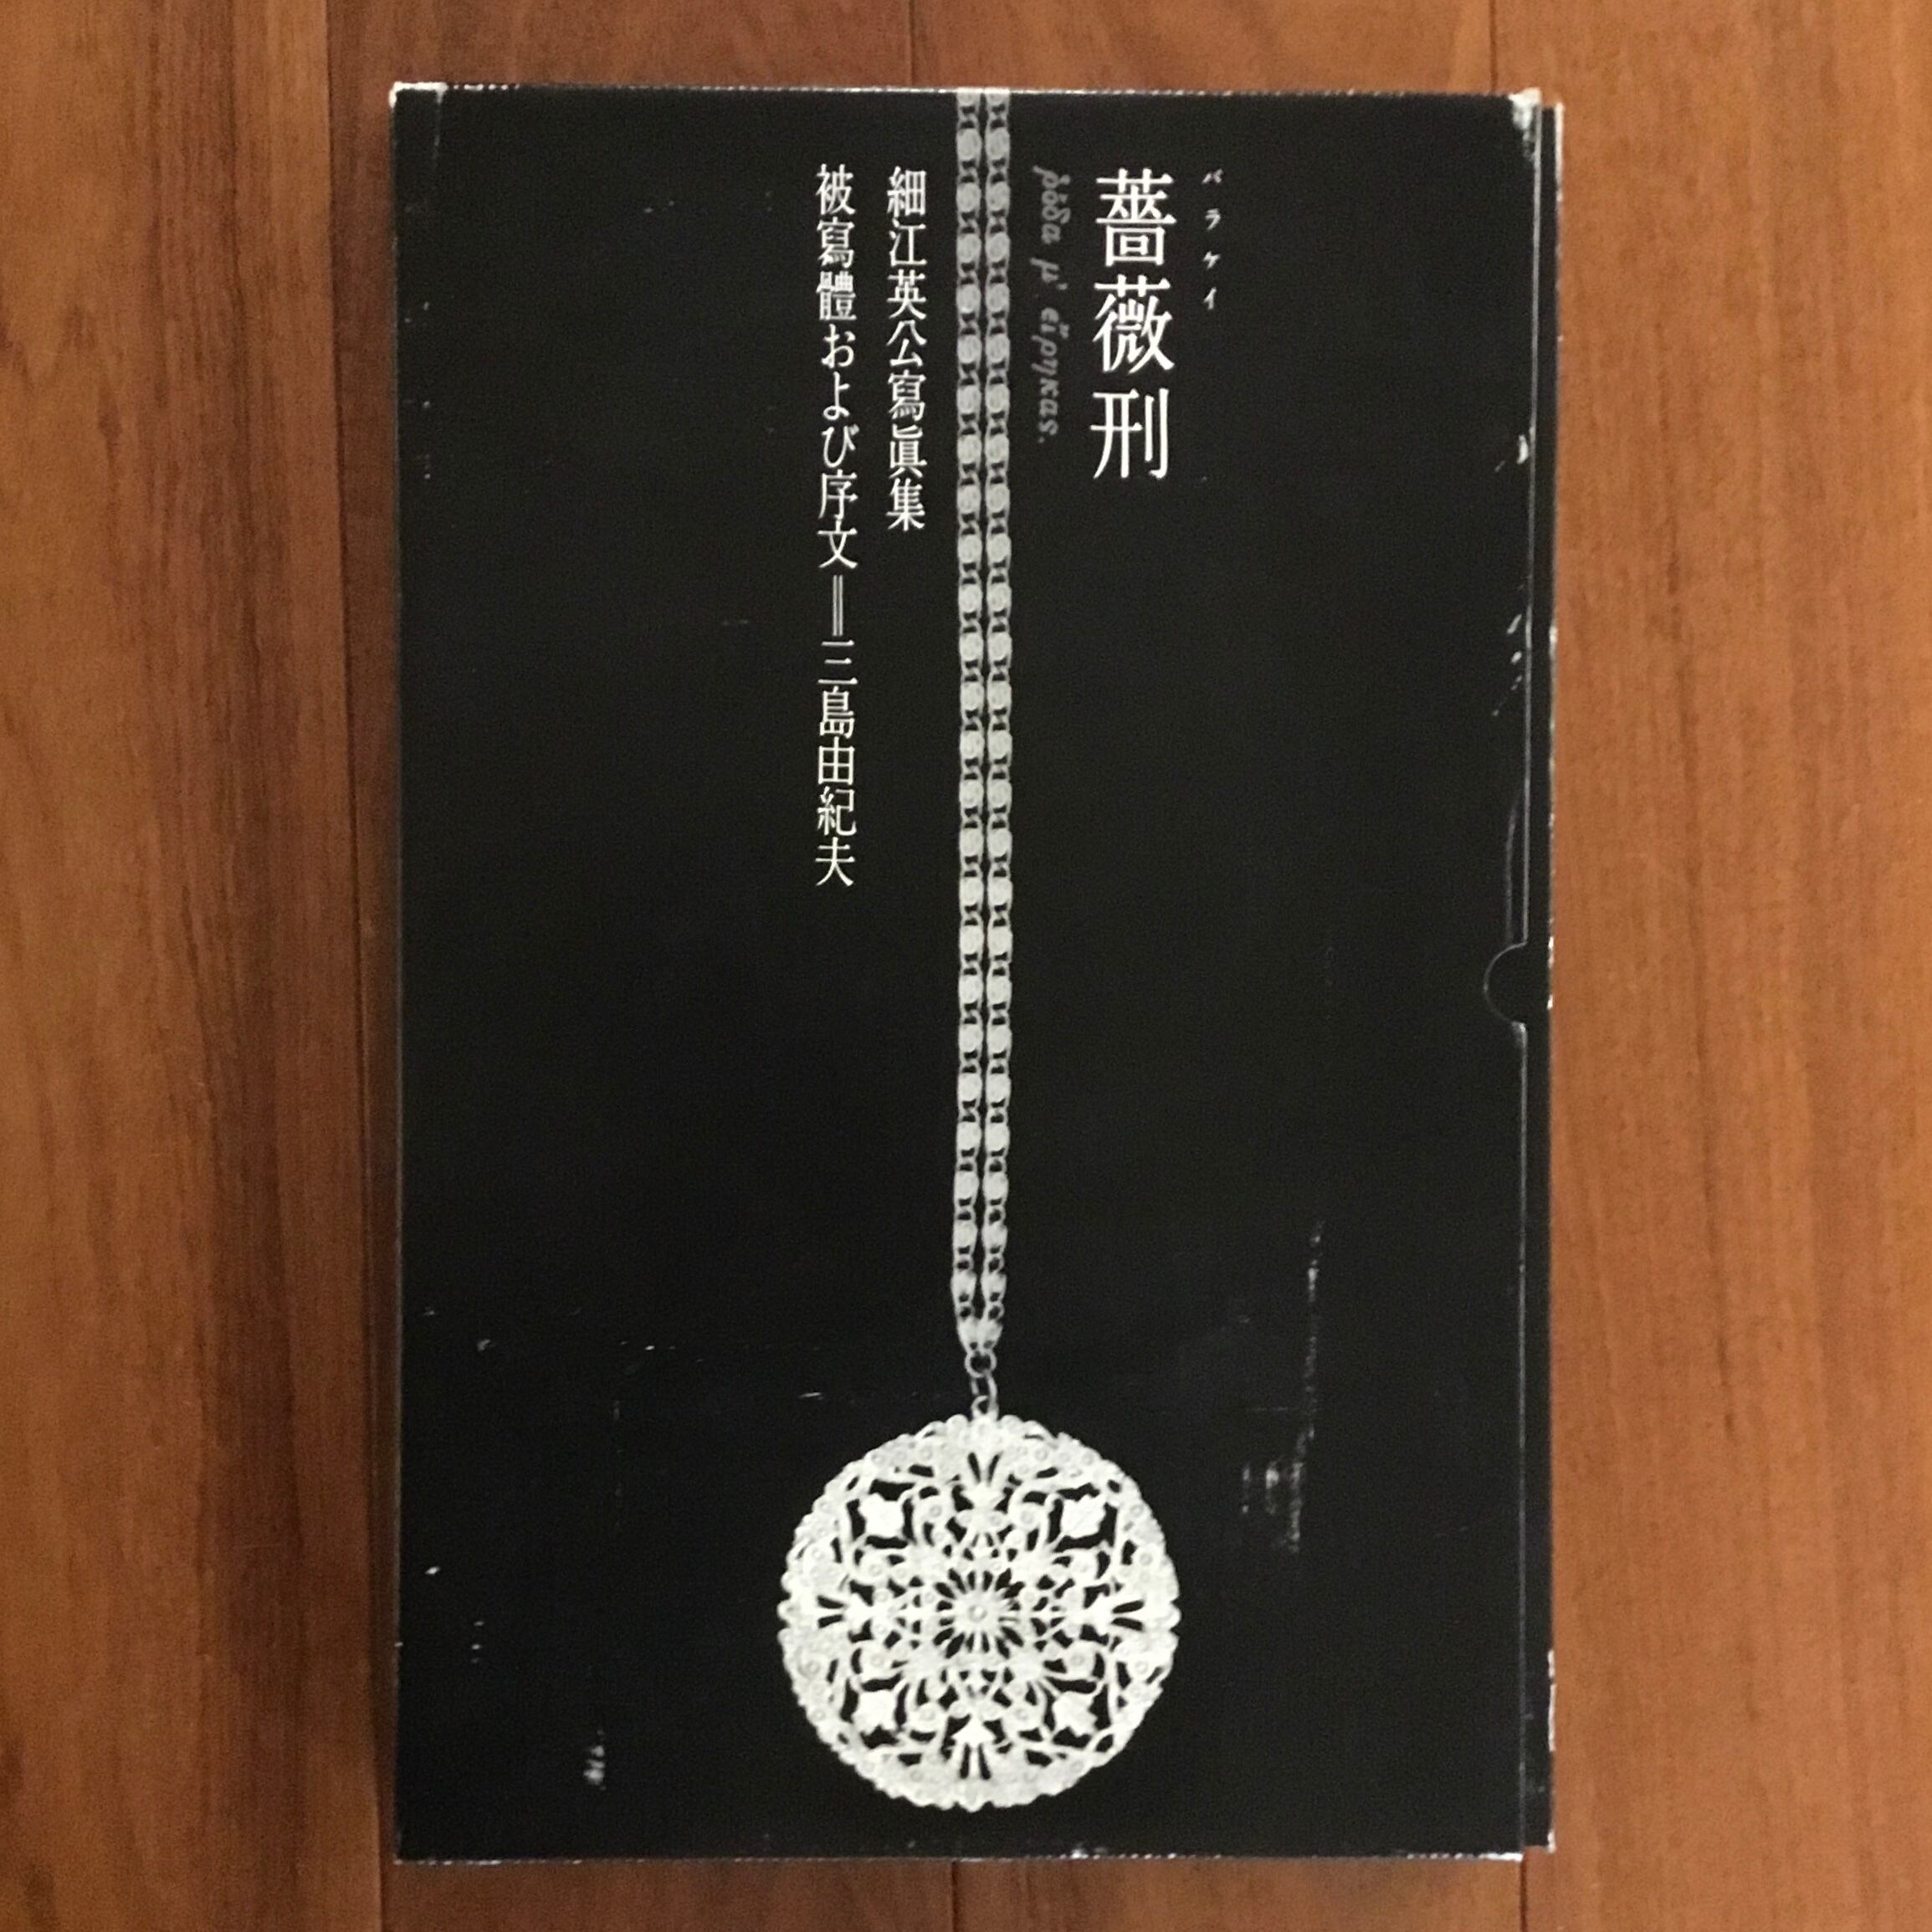 バラケイ
薔薇刑
ῥόδα μ’ εἴρηκας.
細江英公寫眞集
被寫體および序文＝三島由紀夫